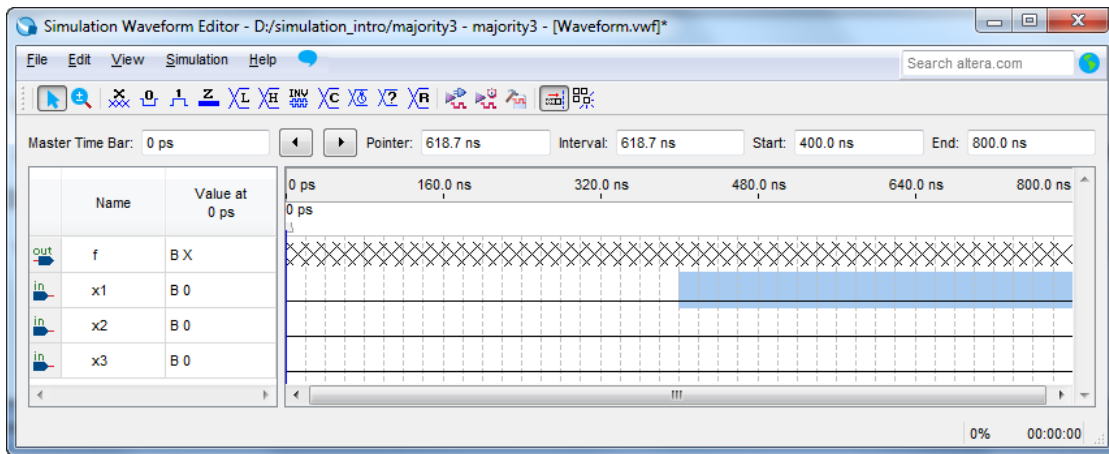 Simulation Waveform Editor - D:/simulation_intro/majority3 - majority3 - [Waveform.vwf]*
File Edit View Simulation Help Search altera.com
Master Time Bar: 0 ps Pointer: 618.7 ns Interval: 618.7 ns Start: 400.0 ns End: 800.0 ns
Name Value at 0 ps 0 ps 160.0 ns 320.0 ns 480.0 ns 640.0 ns 800.0 ns
0 ps
out f B X
in x1 B 0
in x2 B 0
in x3 B 0
0% 00:00:00